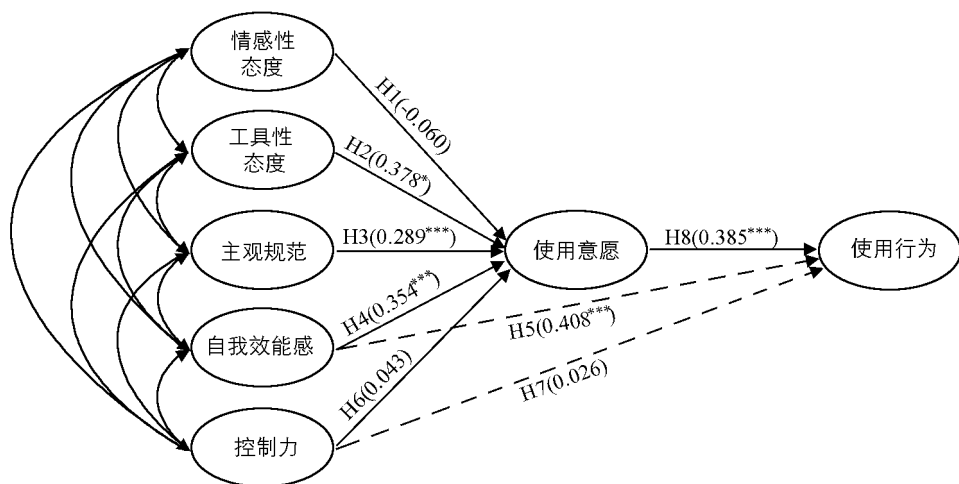 情感性
态度
H1(-0.060)
工具性
态度
H2(0.378*)
主观规范
H3(0.289***)
使用意愿
H8(0.385***)
使用行为
自我效能感
H4(0.354***)
H5(0.408***)
控制力
H6(0.043)
H7(0.026)